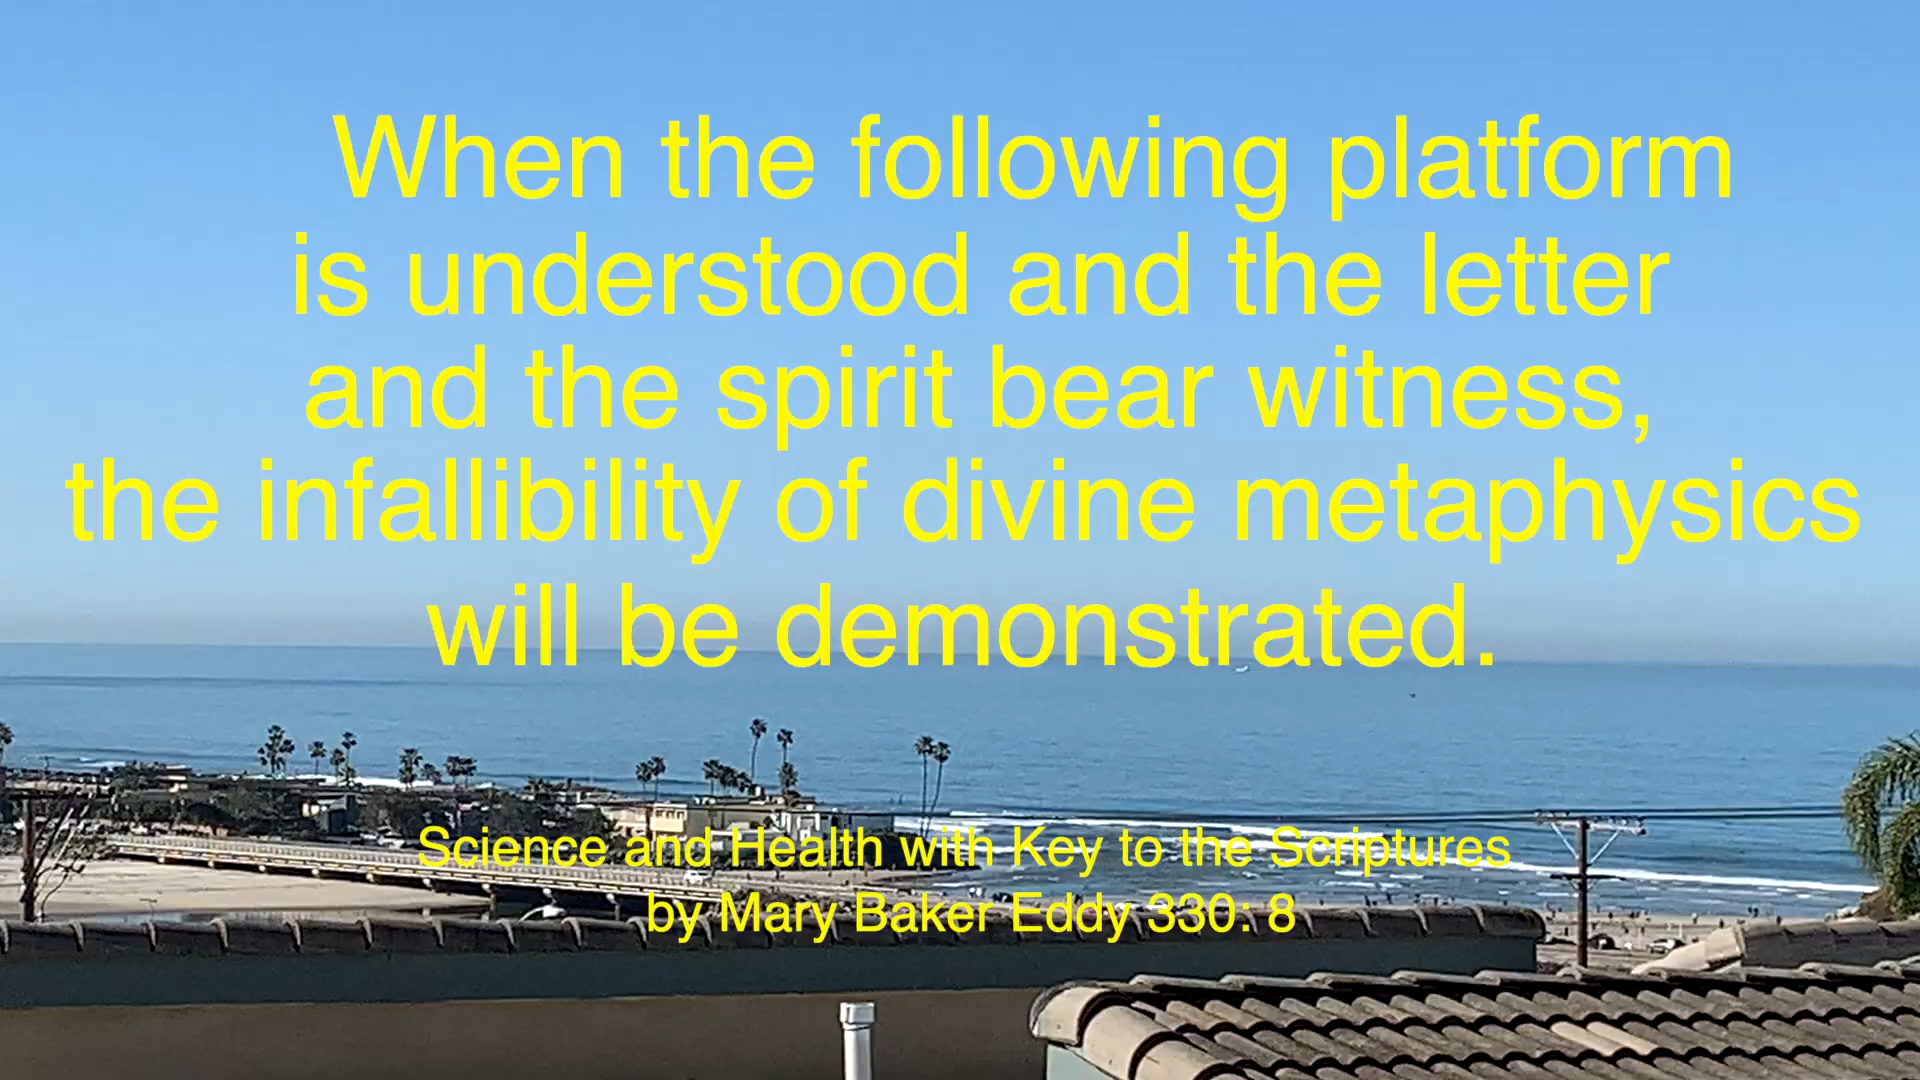 When the following platform
is understood and the letter
and the spirit bear witness,
the infallibility of divine metaphysics
will be demonstrated.
Science and Health with Key to the Scriptures
by Mary Baker Eddy 330: 8